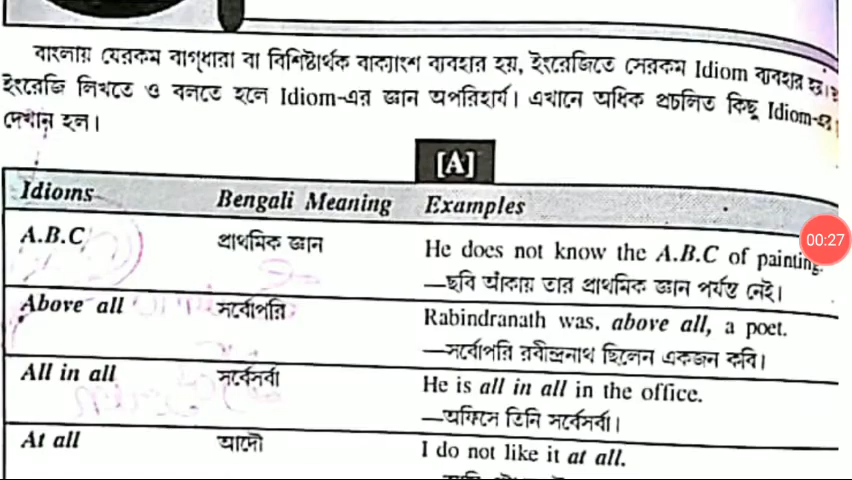 বাংলায় যেরকম বাগ্‌ধারা বা বিশিষ্টার্থক বাক্যাংশ ব্যবহার হয়, ইংরেজিতে সেরকম Idiom ব্যবহার হয়।
ইংরেজি লিখতে ও বলতে হলে Idiom-এর জ্ঞান অপরিহার্য। এখানে অধিক প্রচলিত কিছু Idiom-এর
দেখান হল।
[A]
Idioms Bengali Meaning Examples
A.B.C প্রাথমিক জ্ঞান He does not know the A.B.C of painting.
—ছবি আঁকায় তার প্রাথমিক জ্ঞান পর্যন্ত নেই।
00:27
Above all সর্বোপরি Rabindranath was, above all, a poet.
—সর্বোপরি রবীন্দ্রনাথ ছিলেন একজন কবি।
All in all সর্বেসর্বা He is all in all in the office.
—অফিসে তিনি সর্বেসর্বা।
At all আদৌ I do not like it at all.